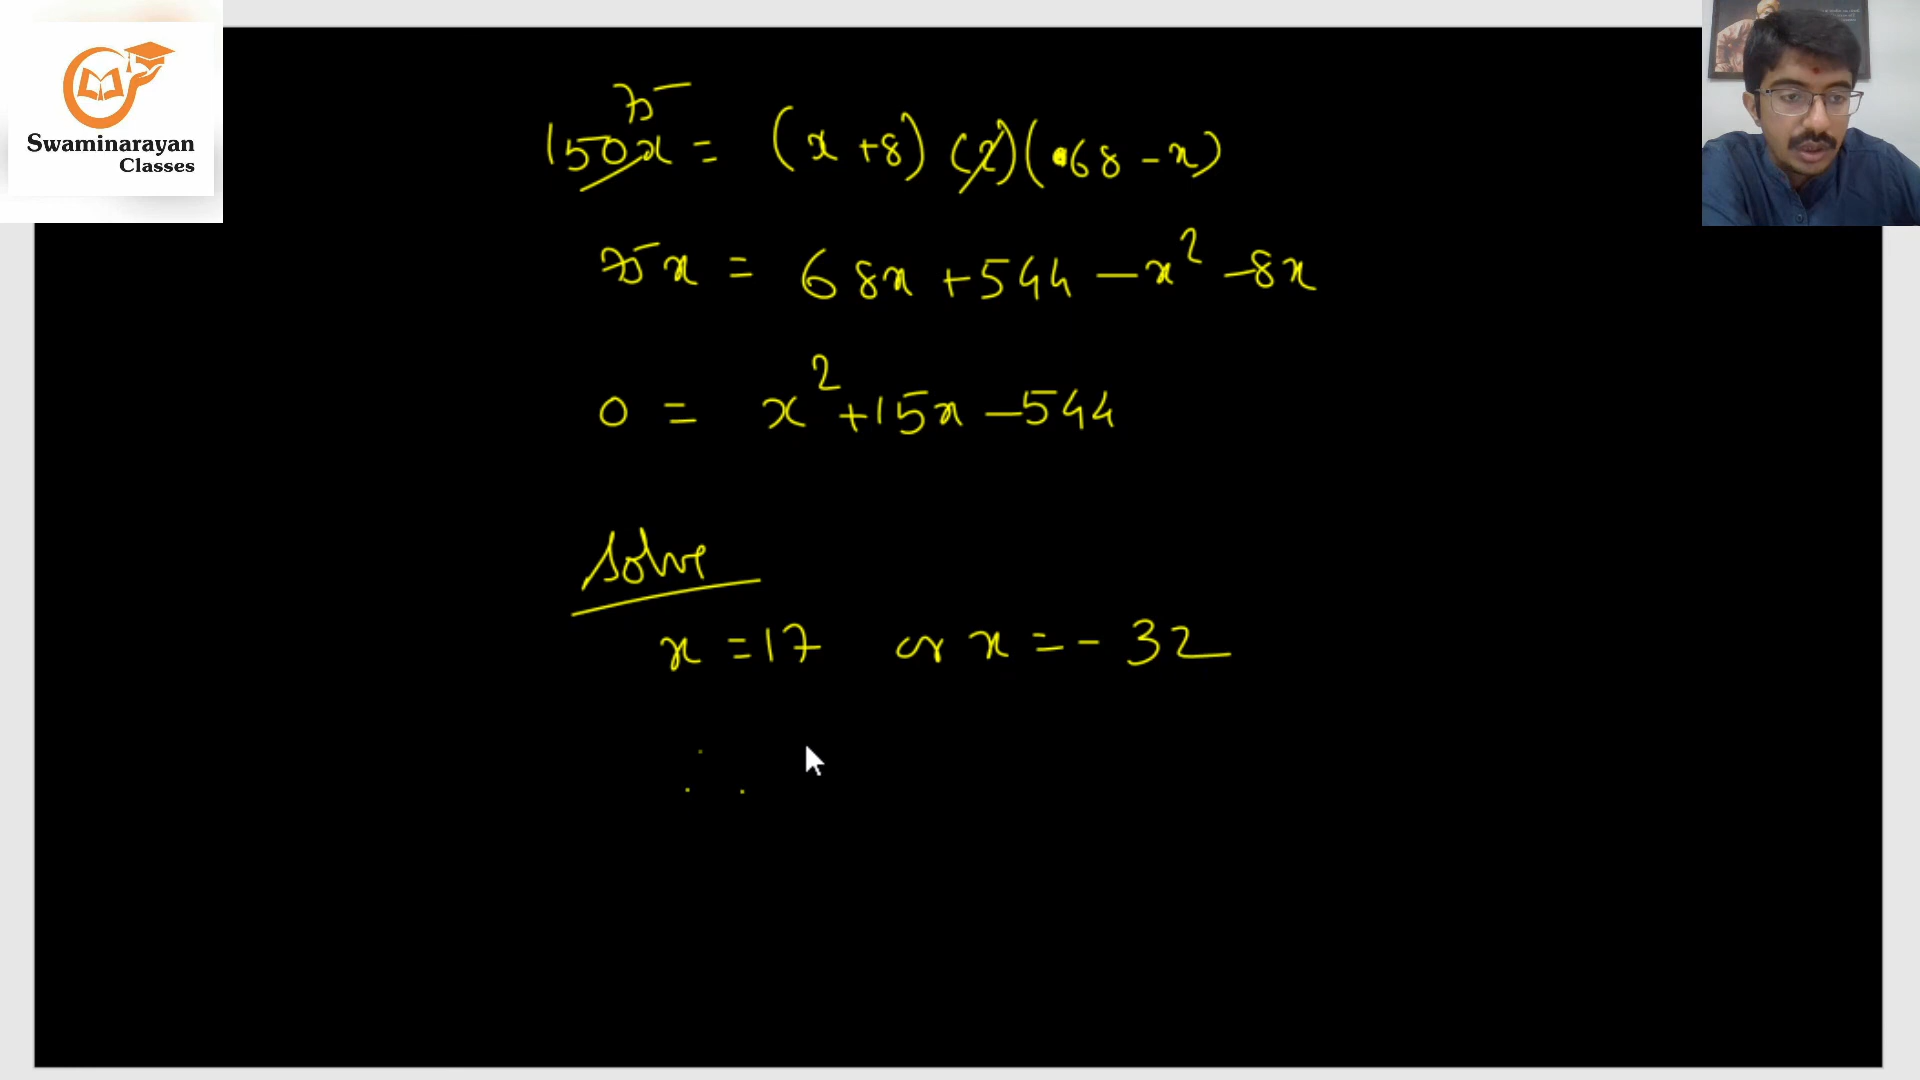 Swaminarayan
Classes
75
150x = (x+8) (2)(68-x)
75x = 68x+544-x²-8x
0 = x²+15x-544
Solve
x=17 or x=-32
∴